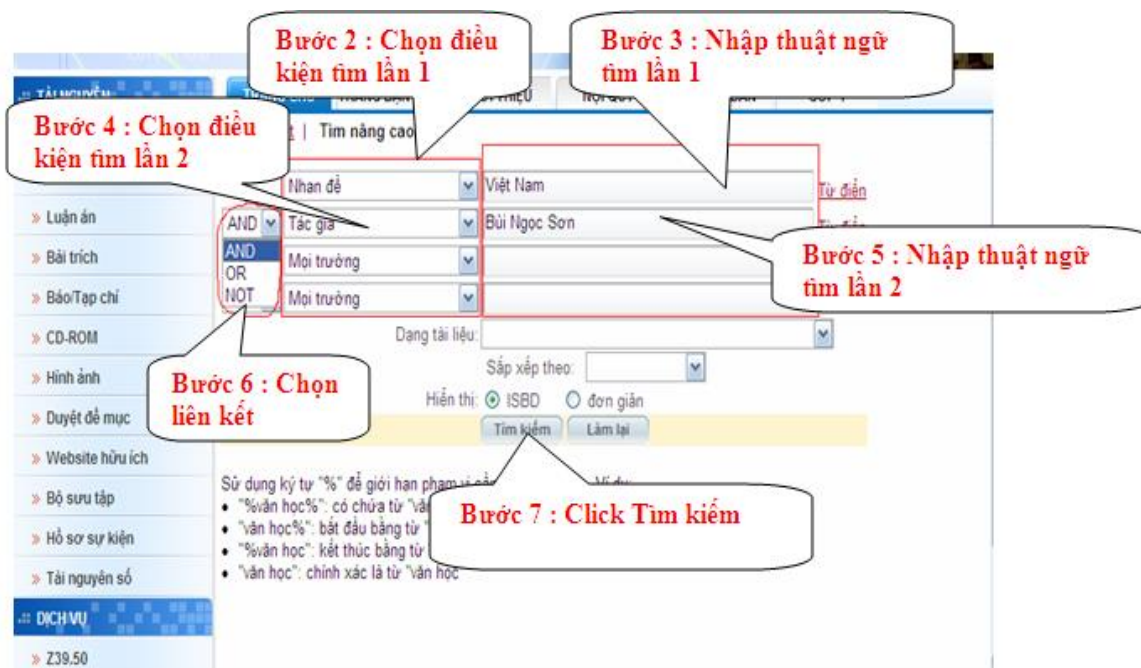 Bước 2 : Chọn điều
kiện tìm lần 1
Bước 3 : Nhập thuật ngữ
tìm lần 1
TÀI NGUYÊN
GÓP Ý
Bước 4 : Chọn điều
kiện tìm lần 2
| Tìm nâng cao
Nhan đề Việt Nam Từ điển
» Luận án
AND Tác giả Bùi Ngọc Sơn
AND
OR
NOT
Mọi trường
Mọi trường
Bước 5 : Nhập thuật ngữ
tìm lần 2
» Bài trích
» Báo/Tạp chí
» CD-ROM
» Hình ảnh
» Duyệt đề mục
» Website hữu ích
» Bộ sưu tập
» Hồ sơ sự kiện
» Tài nguyên số
DỊCH VỤ
» Z39.50
Dạng tài liệu:
Sắp xếp theo:
Hiển thị: ISBD đơn giản
Tìm kiếm Làm lại
Bước 6 : Chọn
liên kết
Bước 7 : Click Tìm kiếm
Sử dụng ký tự "%" để giới hạn phạm vi
• "%văn học%": có chứa từ
• "văn học%": bắt đầu bằng từ
• "%văn học": kết thúc bằng từ
• "văn học": chính xác là từ "văn học